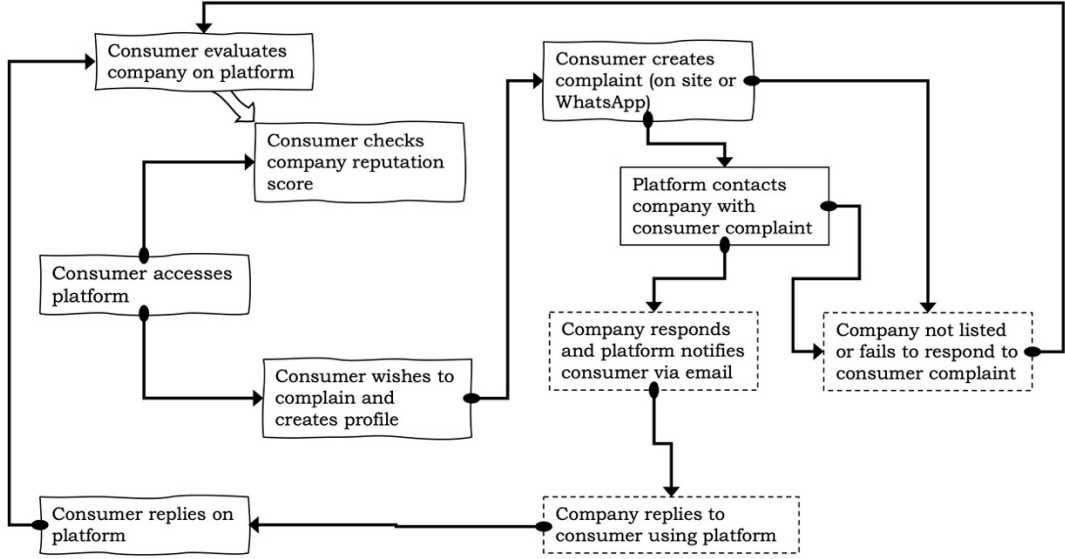 Consumer evaluates
company on platform
Consumer checks
company reputation
score
Consumer accesses
platform
Consumer wishes to
complain and
creates profile
Consumer creates
complaint (on site or
WhatsApp)
Platform contacts
company with
consumer complaint
Company responds
and platform notifies
consumer via email
Company not listed
or fails to respond to
consumer complaint
Company replies to
consumer using platform
Consumer replies on
platform